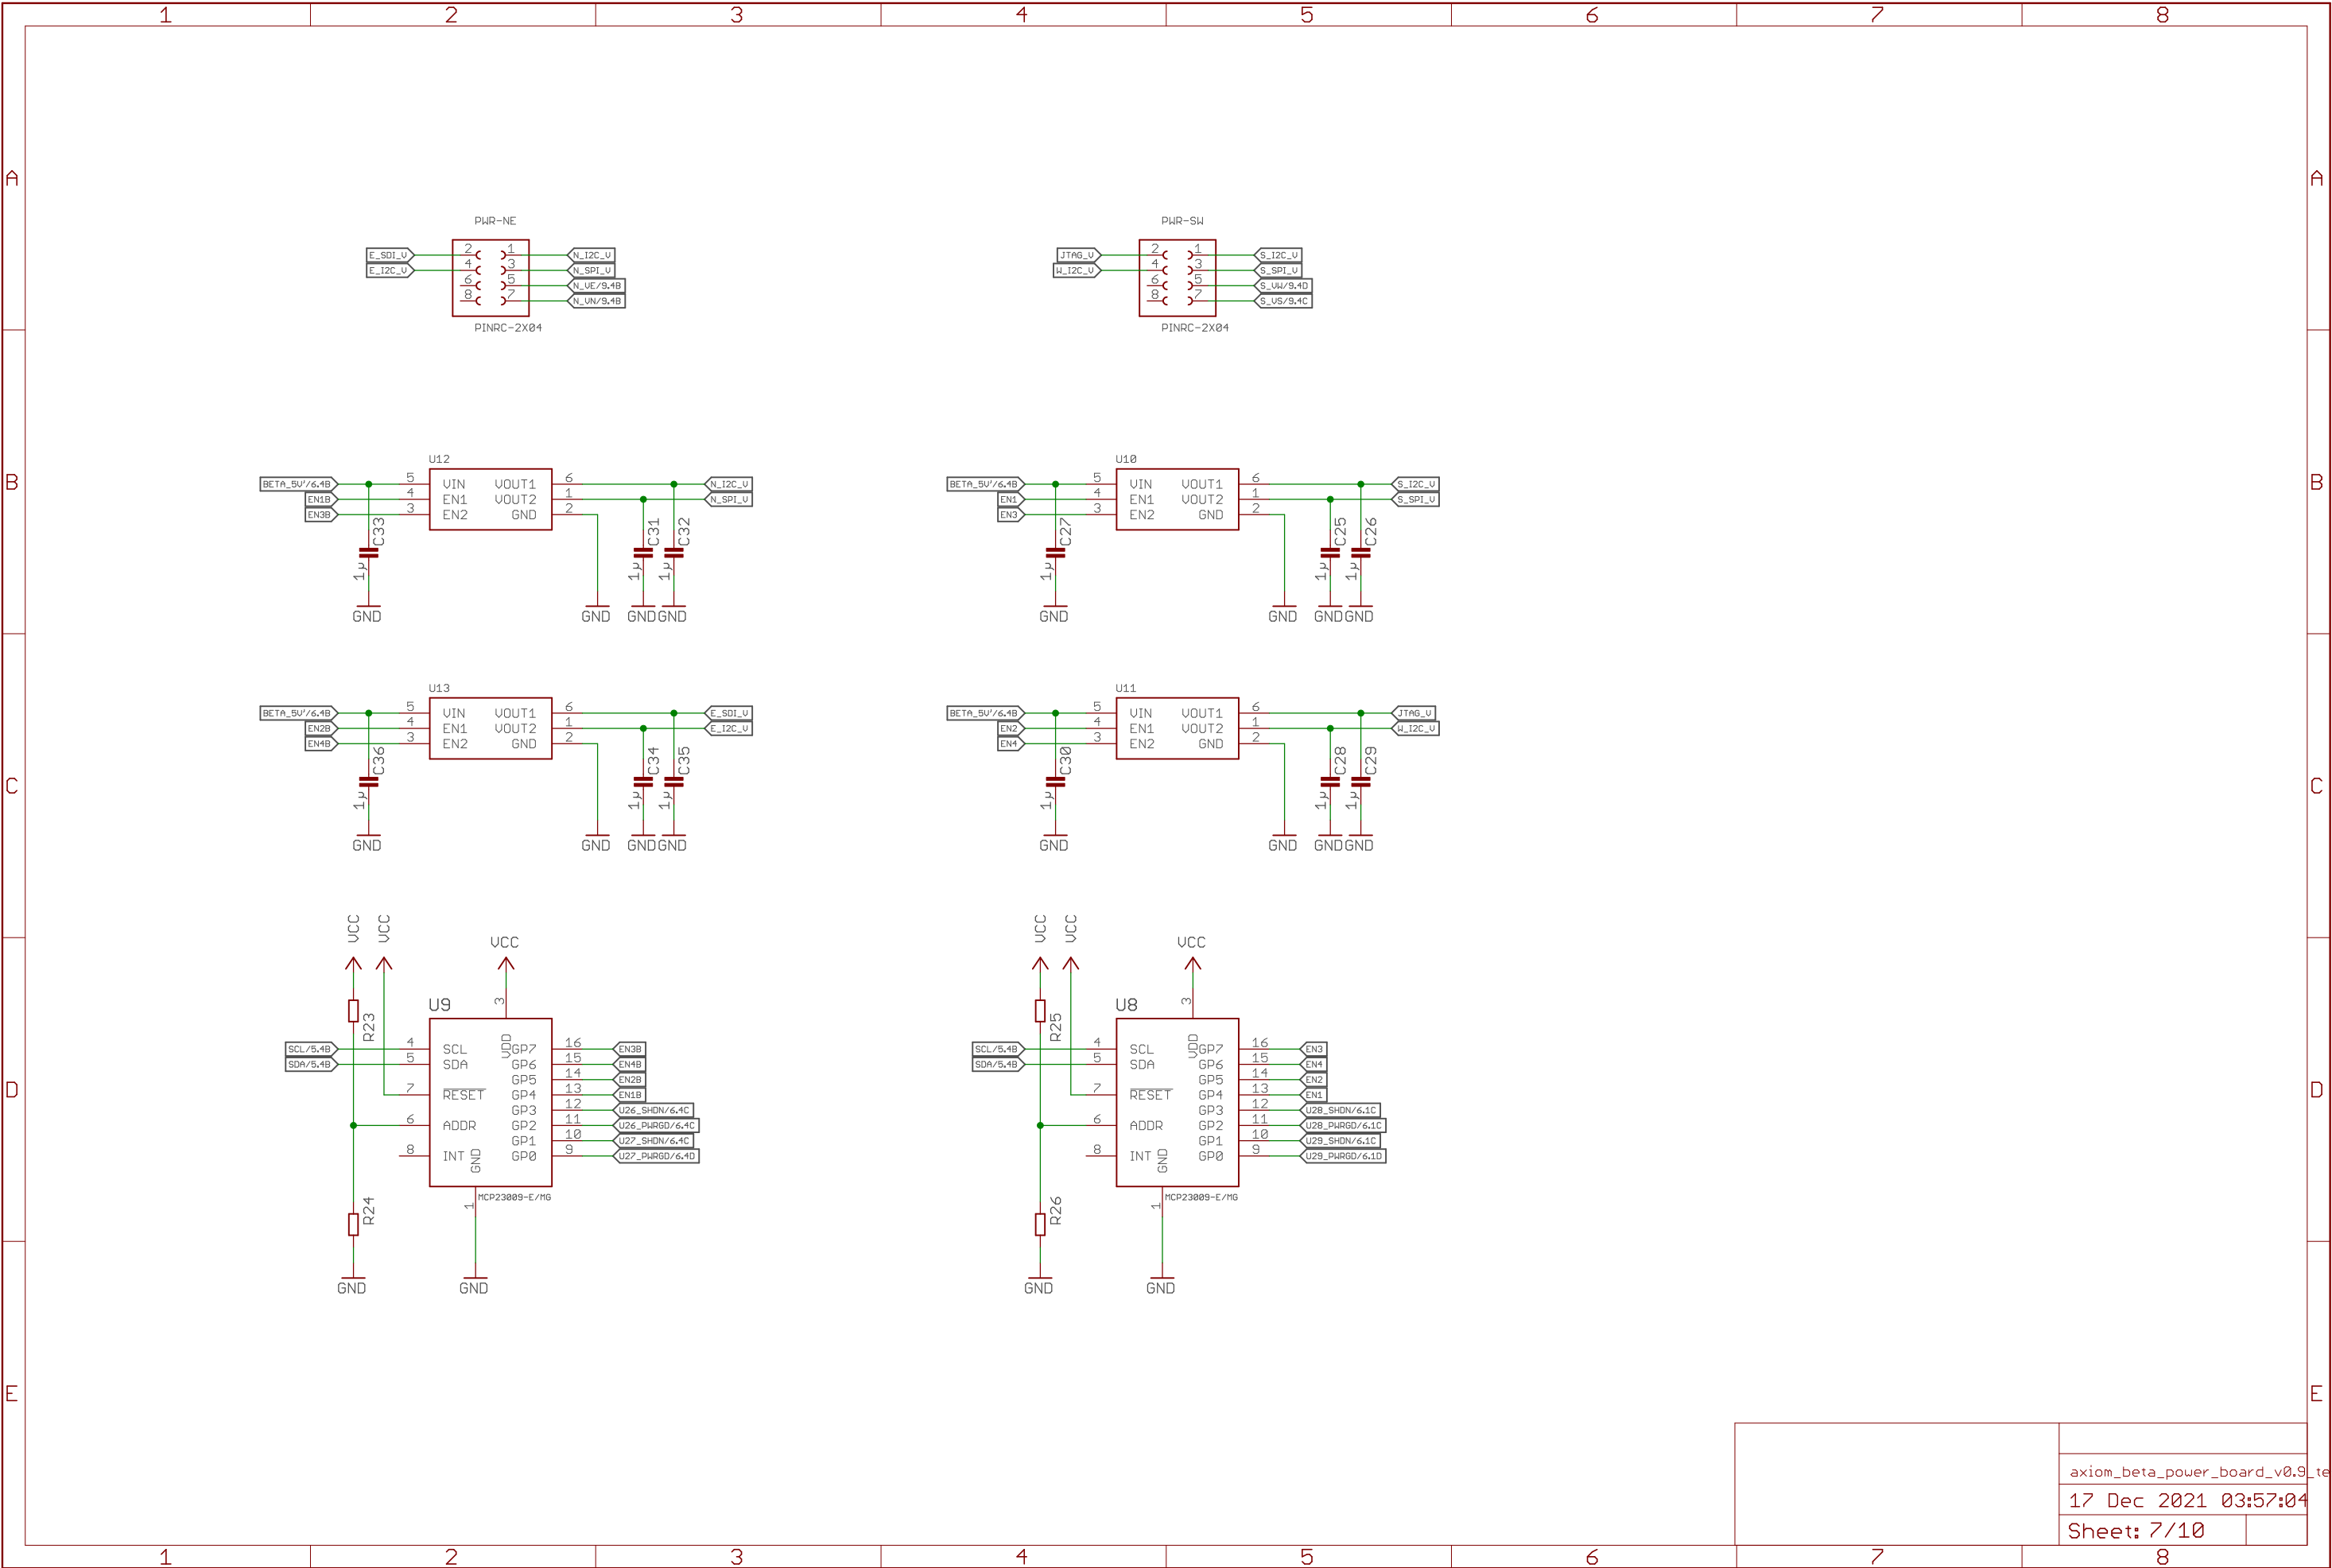 1 2 3 4 5 6 7 8
A A
PWR-NE PWR-SW
E_SDI_V 2 1 N_I2C_V
E_I2C_V 4 3 N_SPI_V
6 5 N_VE/9.4B
8 7 N_VN/9.4B
PINRC-2X04
JTAG_V 2 1 S_I2C_V
W_I2C_V 4 3 S_SPI_V
6 5 S_VW/9.4D
8 7 S_VS/9.4C
PINRC-2X04
B B
U12
BETA_5V'/6.4B 5 VIN VOUT1 6 N_I2C_V
EN1B 4 EN1 VOUT2 1 N_SPI_V
EN3B 3 EN2 GND 2
C33 C31 C32
1µ 1µ 1µ
GND GND GND GND
U10
BETA_5V'/6.4B 5 VIN VOUT1 6 S_I2C_V
EN1 4 EN1 VOUT2 1 S_SPI_V
EN3 3 EN2 GND 2
C27 C25 C26
1µ 1µ 1µ
GND GND GND GND
U13
BETA_5V'/6.4B 5 VIN VOUT1 6 E_SDI_V
EN2B 4 EN1 VOUT2 1 E_I2C_V
EN4B 3 EN2 GND 2
C36 C34 C35
1µ 1µ 1µ
GND GND GND GND
U11
BETA_5V'/6.4B 5 VIN VOUT1 6 JTAG_V
EN2 4 EN1 VOUT2 1 W_I2C_V
EN4 3 EN2 GND 2
C30 C28 C29
1µ 1µ 1µ
GND GND GND GND
C C
VCC VCC VCC
U9 3
R23
VDD
SCL/5.4B 4 SCL GP7 16 EN3B
SDA/5.4B 5 SDA GP6 15 EN4B
GP5 14 EN2B
7 RESET GP4 13 EN1B
GP3 12 U26_SHDN/6.4C
6 ADDR GP2 11 U26_PWRGD/6.4C
GP1 10 U27_SHDN/6.4C
8 INT GND GP0 9 U27_PWRGD/6.4D
MCP23009-E/MG
R24 1
GND GND
VCC VCC VCC
U8 3
R25
VDD
SCL/5.4B 4 SCL GP7 16 EN3
SDA/5.4B 5 SDA GP6 15 EN4
GP5 14 EN2
7 RESET GP4 13 EN1
GP3 12 U28_SHDN/6.1C
6 ADDR GP2 11 U28_PWRGD/6.1C
GP1 10 U29_SHDN/6.1C
8 INT GND GP0 9 U29_PWRGD/6.1D
MCP23009-E/MG
R26 1
GND GND
D D
E E
axiom_beta_power_board_v0.9_te
17 Dec 2021 03:57:04
Sheet: 7/10
1 2 3 4 5 6 7 8